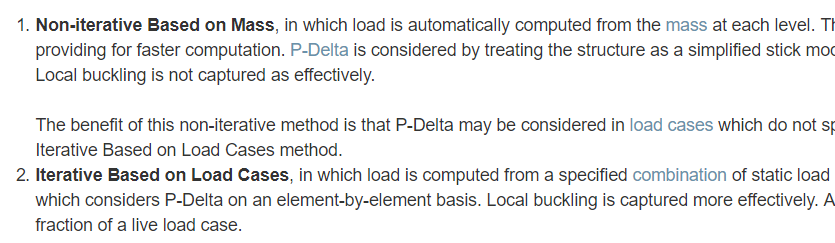 1. Non-iterative Based on Mass, in which load is automatically computed from the mass at each level.
providing for faster computation. P-Delta is considered by treating the structure as a simplified stick
Local buckling is not captured as effectively.
The benefit of this non-iterative method is that P-Delta may be considered in load cases which do not
Iterative Based on Load Cases method.
2. Iterative Based on Load Cases, in which load is computed from a specified combination of static load
which considers P-Delta on an element-by-element basis. Local buckling is captured more effectively. A
fraction of a live load case.